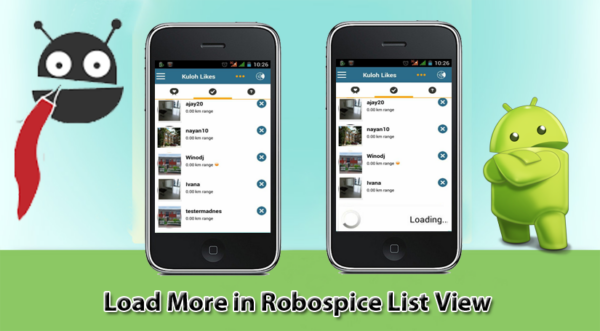 10:26
Kuloh Likes
ajay20
0.00 km range
nayan10
0.00 km range
Winodj
0.00 km range
Ivana
0.00 km range
testermadnes
0.00 km range
10:26
Kuloh Likes
ajay20
0.00 km range
nayan10
0.00 km range
Winodj
0.00 km range
Ivana
0.00 km range
Loading..
Load More in Robospice List View